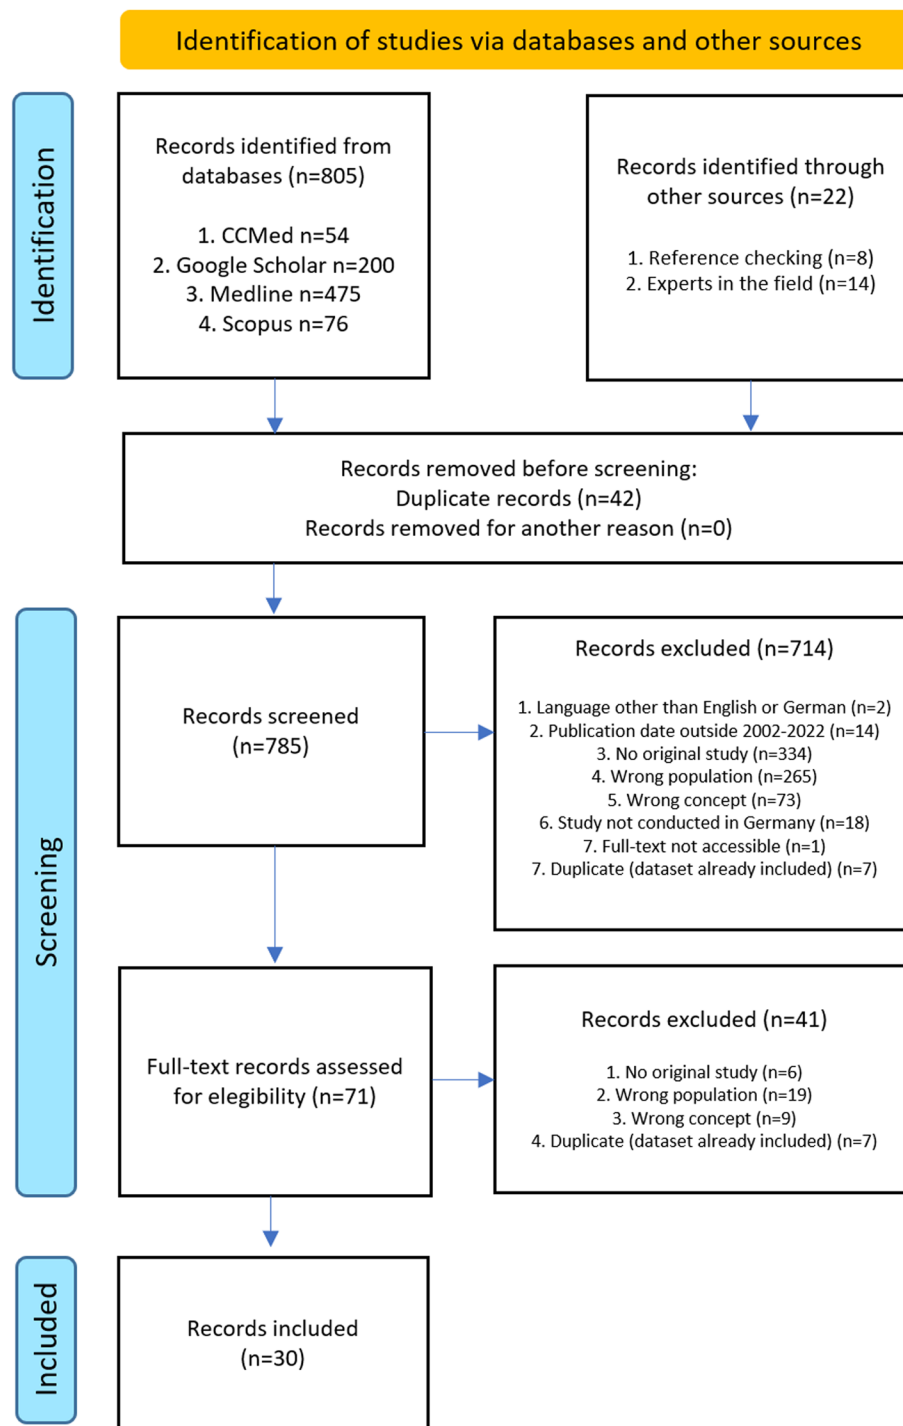 Identification of studies via databases and other sources
Identification
Records identified from
databases (n=805)
1. CCMed n=54
2. Google Scholar n=200
3. Medline n=475
4. Scopus n=76
Records identified through
other sources (n=22)
1. Reference checking (n=8)
2. Experts in the field (n=14)
Records removed before screening:
Duplicate records (n=42)
Records removed for another reason (n=0)
Screening
Records screened
(n=785)
Records excluded (n=714)
1. Language other than English or German (n=2)
2. Publication date outside 2002-2022 (n=14)
3. No original study (n=334)
4. Wrong population (n=265)
5. Wrong concept (n=73)
6. Study not conducted in Germany (n=18)
7. Full-text not accessible (n=1)
7. Duplicate (dataset already included) (n=7)
Full-text records assessed
for elegibility (n=71)
Records excluded (n=41)
1. No original study (n=6)
2. Wrong population (n=19)
3. Wrong concept (n=9)
4. Duplicate (dataset already included) (n=7)
Included
Records included
(n=30)